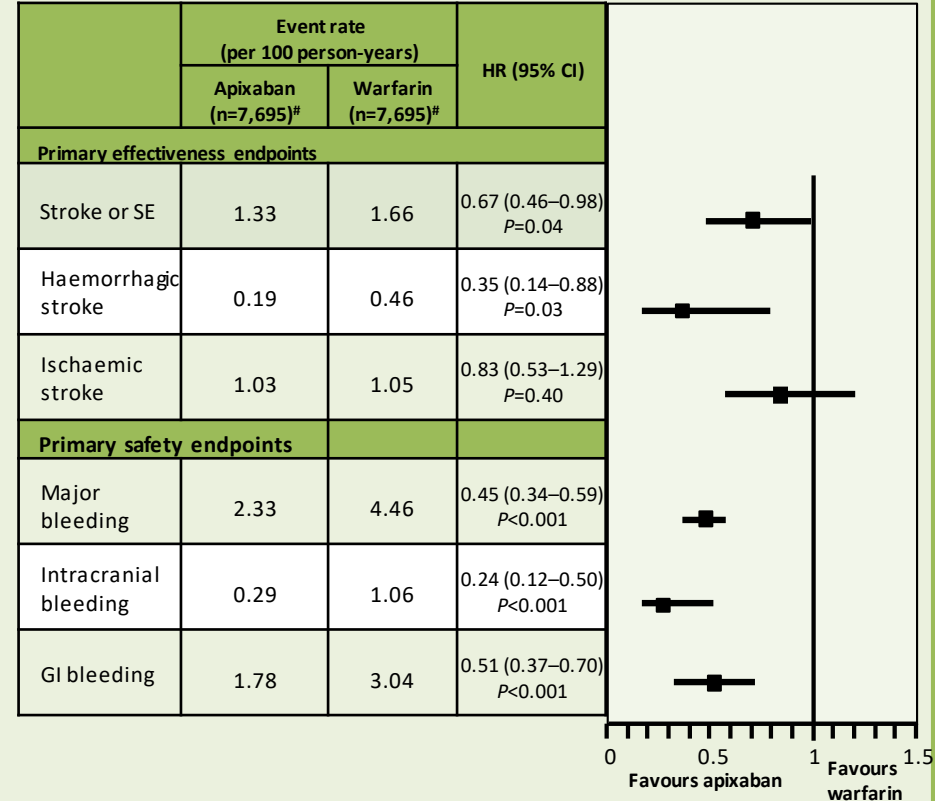 Event rate
(per 100 person-years)
HR (95% CI)
Apixaban
(n=7,695)#
Warfarin
(n=7,695)#
Primary effectiveness endpoints
Stroke or SE
1.33
1.66
0.67 (0.46–0.98)
P=0.04
Haemorrhagic
stroke
0.19
0.46
0.35 (0.14–0.88)
P=0.03
Ischaemic
stroke
1.03
1.05
0.83 (0.53–1.29)
P=0.40
Primary safety endpoints
Major
bleeding
2.33
4.46
0.45 (0.34–0.59)
P<0.001
Intracranial
bleeding
0.29
1.06
0.24 (0.12–0.50)
P<0.001
GI bleeding
1.78
3.04
0.51 (0.37–0.70)
P<0.001
0 0.5 1 1.5
Favours apixaban
Favours
warfarin